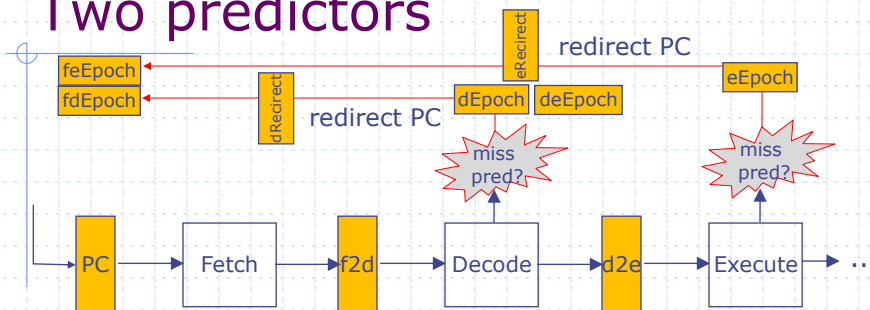 Two predictors
redirect PC
eRecirect
feEpoch
eEpoch
fdEpoch
dRecirect
dEpoch
deEpoch
redirect PC
miss
pred?
miss
pred?
PC
Fetch
f2d
Decode
d2e
Execute
..